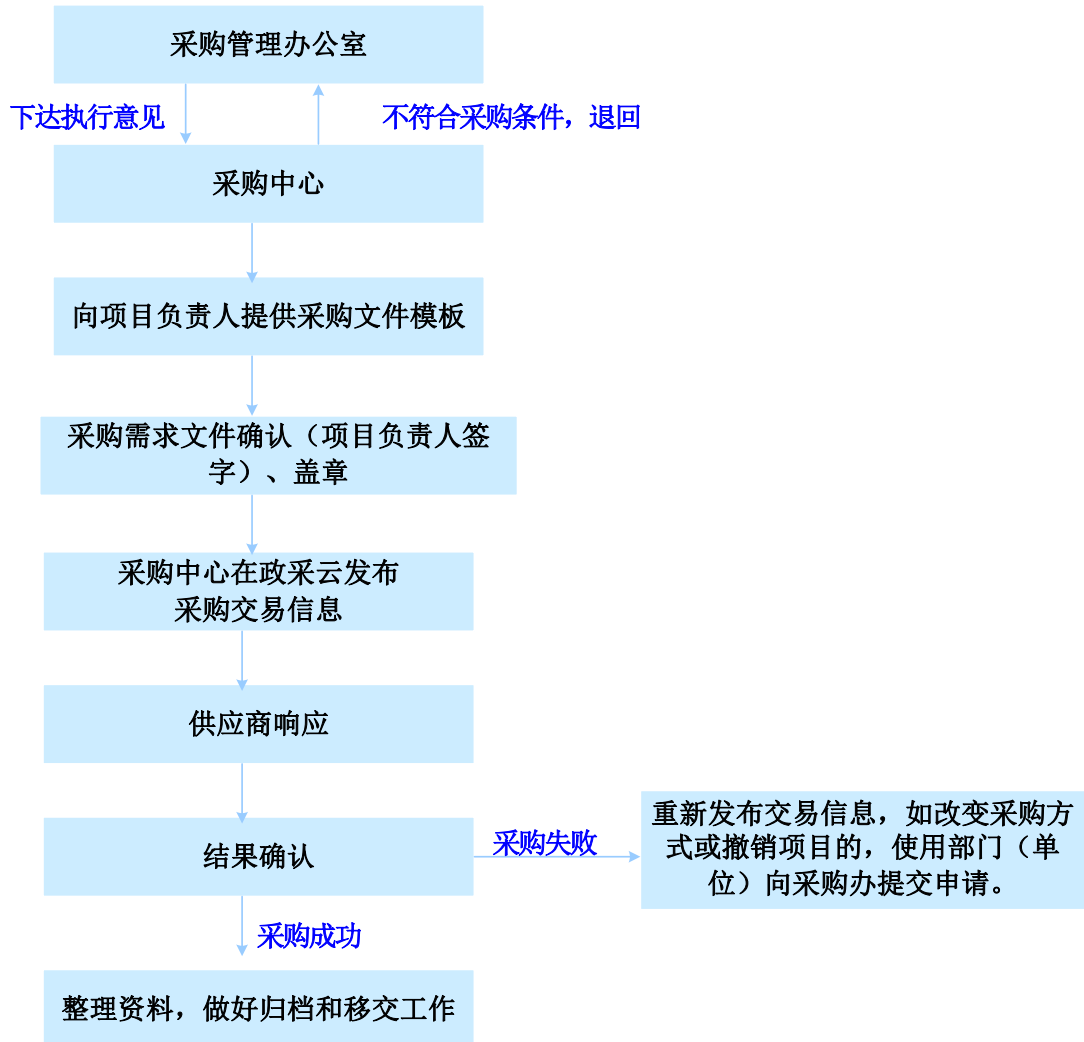 采购管理办公室
下达执行意见
不符合采购条件，退回
采购中心
向项目负责人提供采购文件模板
采购需求文件确认（项目负责人签
字）、盖章
采购中心在政采云发布
采购交易信息
供应商响应
结果确认
采购失败
重新发布交易信息，如改变采购方
式或撤销项目的，使用部门（单
位）向采购办提交申请。
采购成功
整理资料，做好归档和移交工作